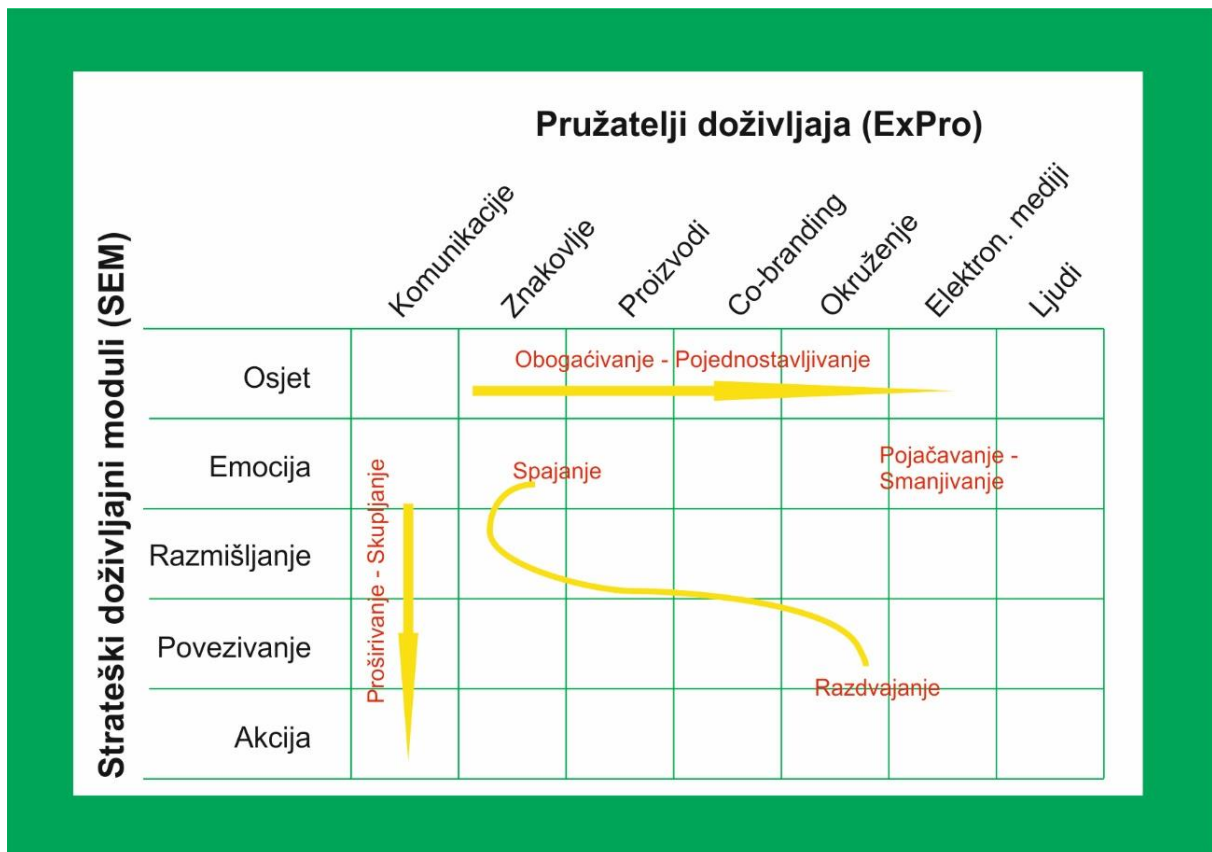 Pružatelji doživljaja (ExPro)
Strateški doživljajni moduli (SEM)
Komunikacije
Znakovlje
Proizvodi
Co-branding
Okruženje
Elektron. mediji
Ljudi
Osjet
Obogaćivanje - Pojednostavljivanje
Emocija
Proširivanje - Skupljanje
Spajanje
Pojačavanje -
Smanjivanje
Razmišljanje
Povezivanje
Razdvajanje
Akcija